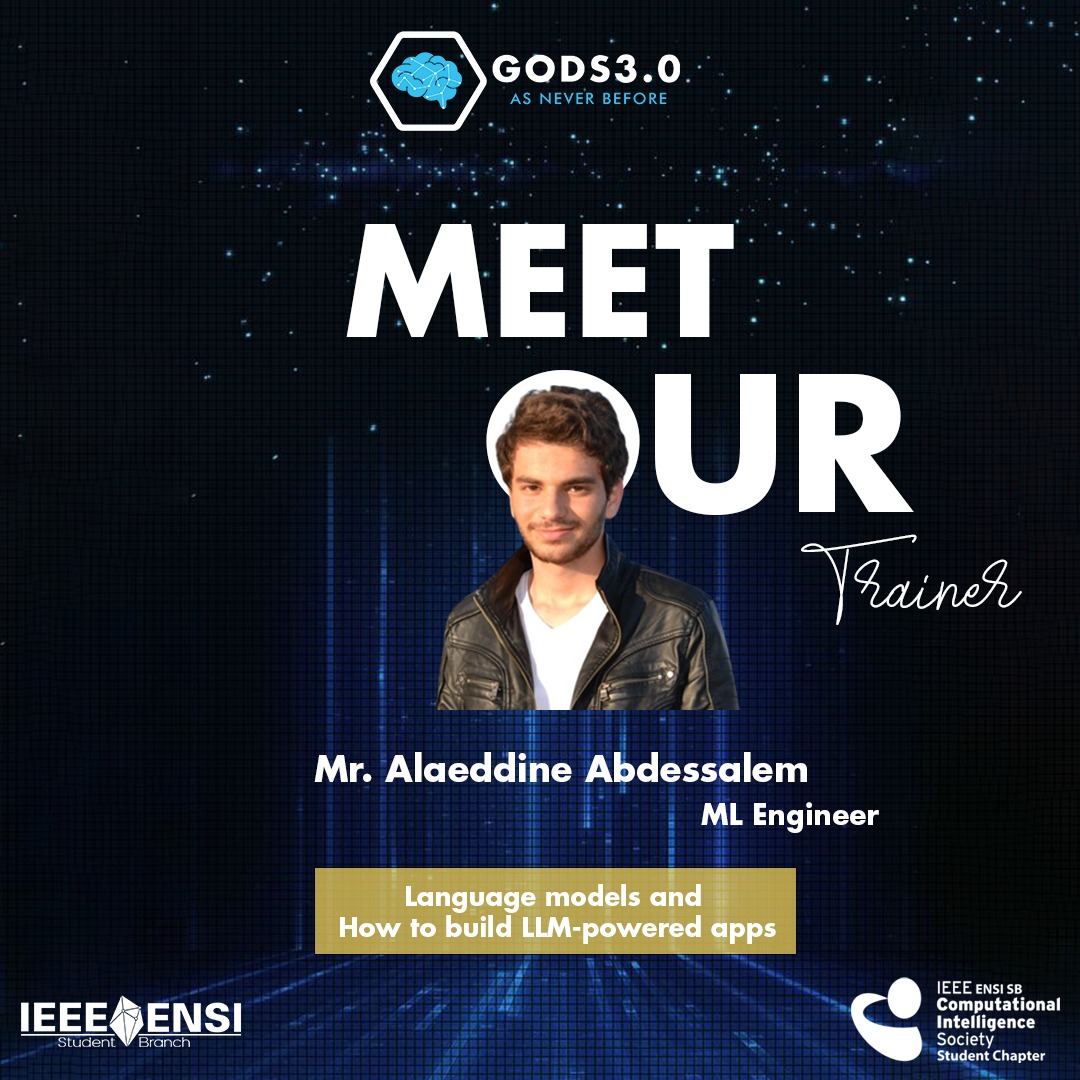 GODS3.0
AS NEVER BEFORE
MEET
OUR
Trainer
Mr. Alaeddine Abdessalem
ML Engineer
Language models and
How to build LLM-powered apps
IEEE ENSI
Student Branch
IEEE ENSI SB
Computational
Intelligence
Society
Student Chapter